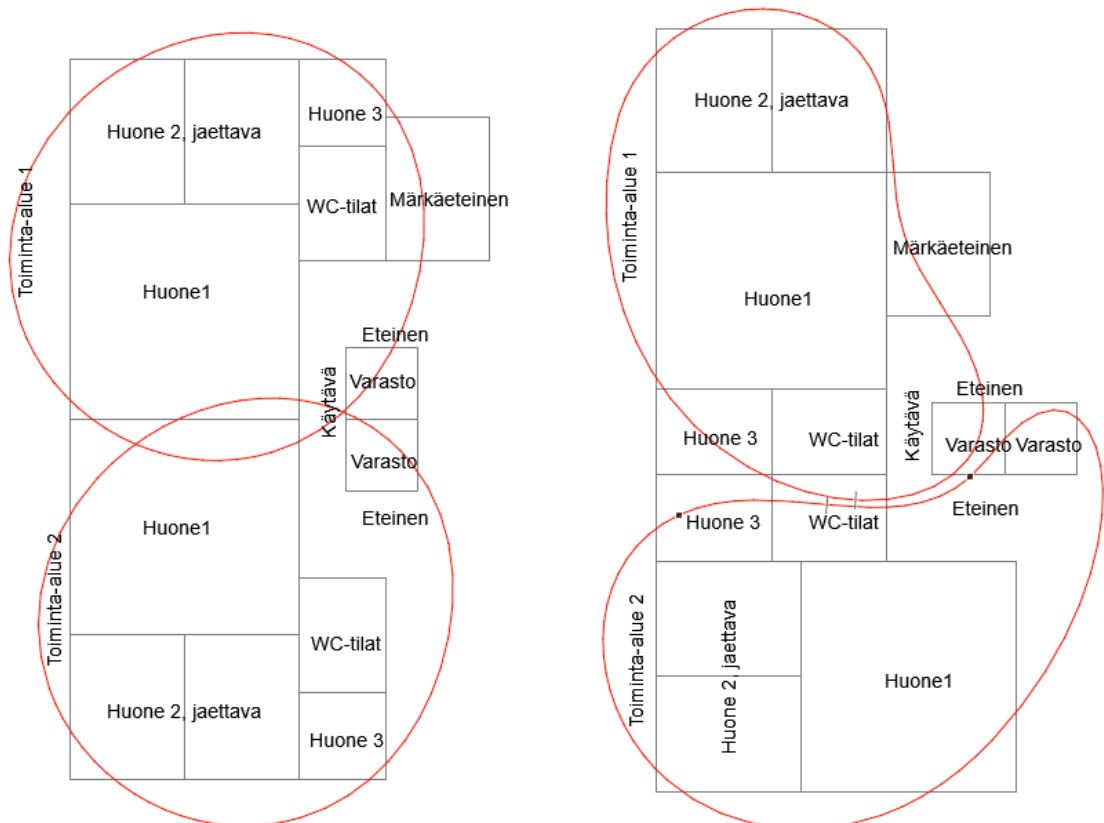 Huone 2, jaettava
Huone 3
WC-tilat
Märkäeteinen
Toiminta-alue 1
Huone1
Eteinen
Varasto
Käytävä
Varasto
Eteinen
Huone1
Toiminta-alue 2
WC-tilat
Huone 2, jaettava
Huone 3
Huone 2, jaettava
Toiminta-alue 1
Märkäeteinen
Huone1
Eteinen
Käytävä
Huone 3
WC-tilat
Varasto
Varasto
Eteinen
Huone 3
WC-tilat
Toiminta-alue 2
Huone 2, jaettava
Huone1